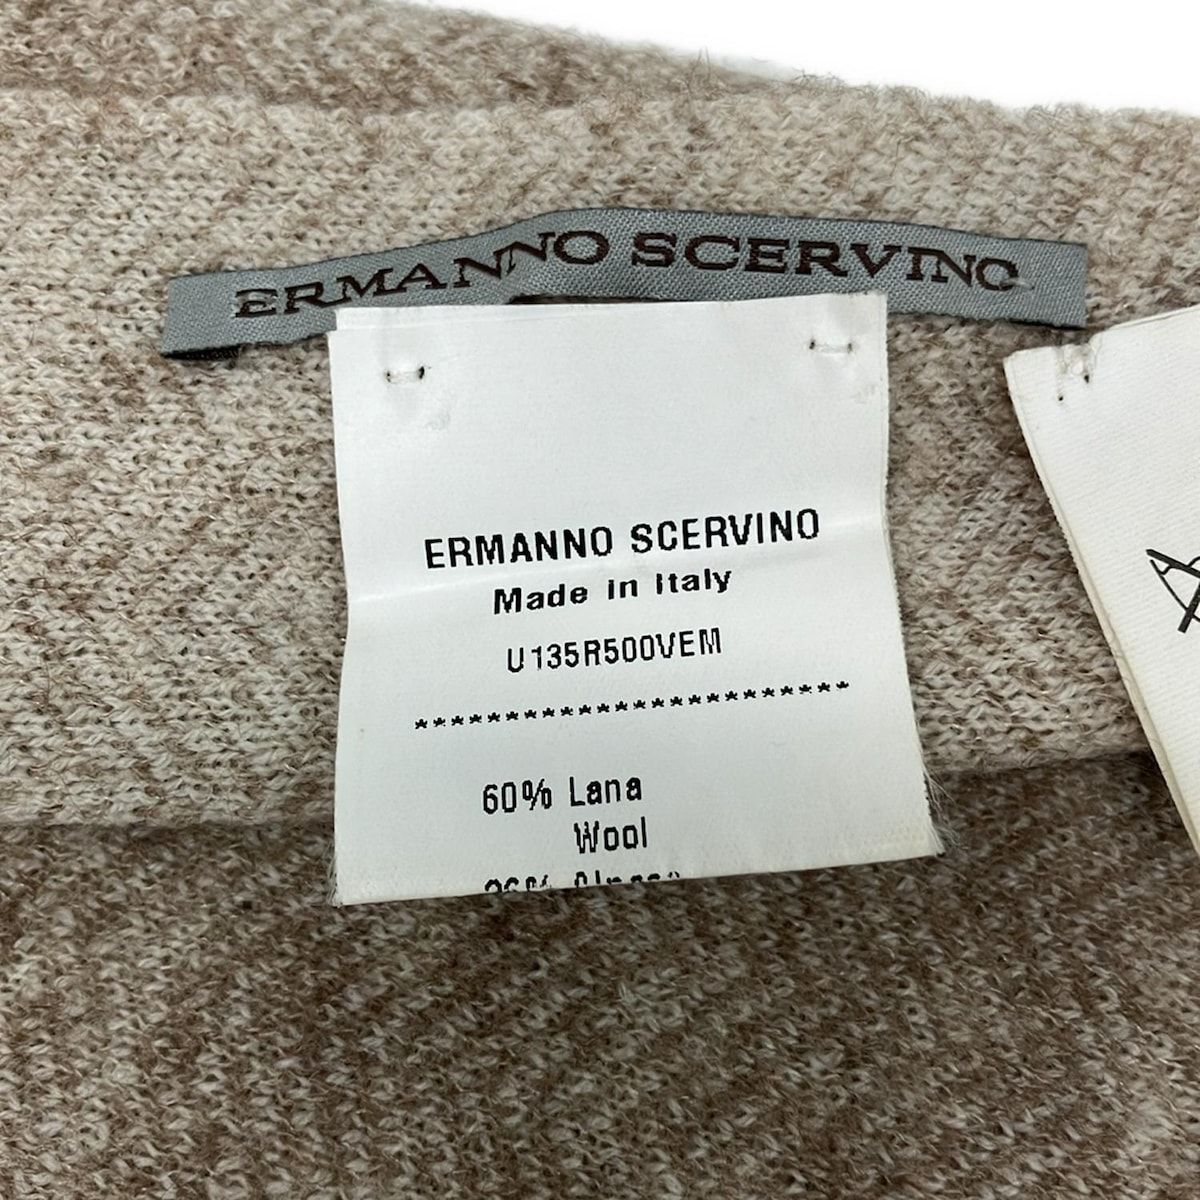 ERMANNO SCERVINO
ERMANNO SCERVINO
Made in Italy
U135R500VEM
************************
60% Lana
Wool